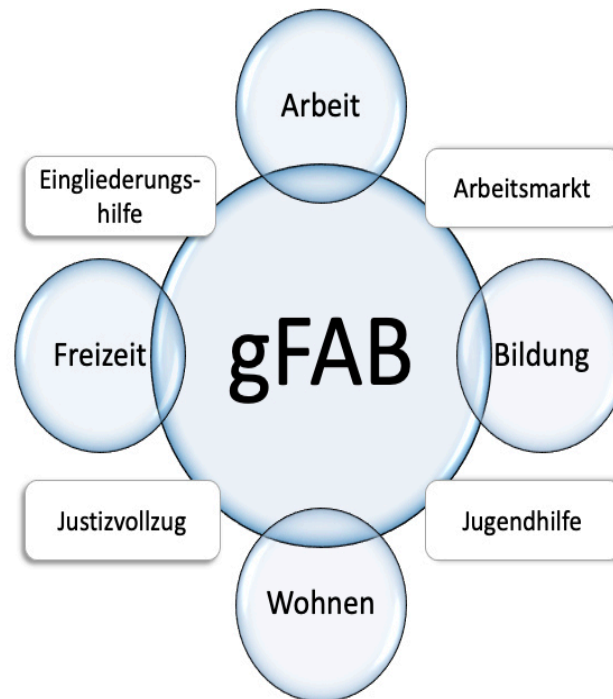 Arbeit
Eingliederungs-
hilfe
Arbeitsmarkt
Freizeit
gFAB
Bildung
Justizvollzug
Jugendhilfe
Wohnen